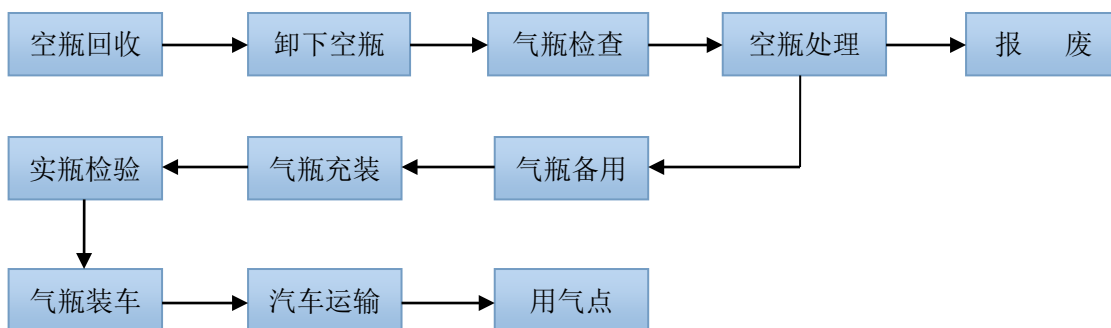 空瓶回收
卸下空瓶
气瓶检查
空瓶处理
报 废
实瓶检验
气瓶充装
气瓶备用
气瓶装车
汽车运输
用气点